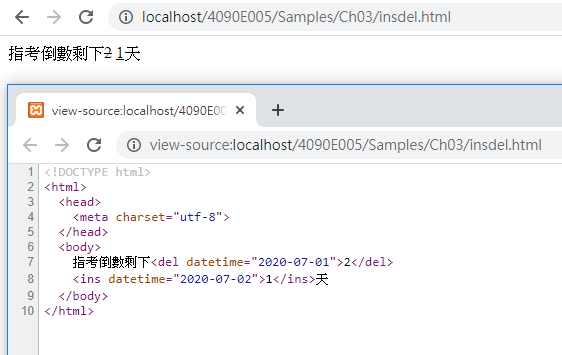 localhost/4090E005/Samples/Ch03/insdel.html
指考倒數剩下2 1天
view-source:localhost/4090E00
view-source:localhost/4090E005/Samples/Ch03/insdel.html
1 <!DOCTYPE html>
2 <html>
3 <head>
4 <meta charset="utf-8">
5 </head>
6 <body>
7 指考倒數剩下<del datetime="2020-07-01">2</del>
8 <ins datetime="2020-07-02">1</ins>天
9 </body>
10 </html>